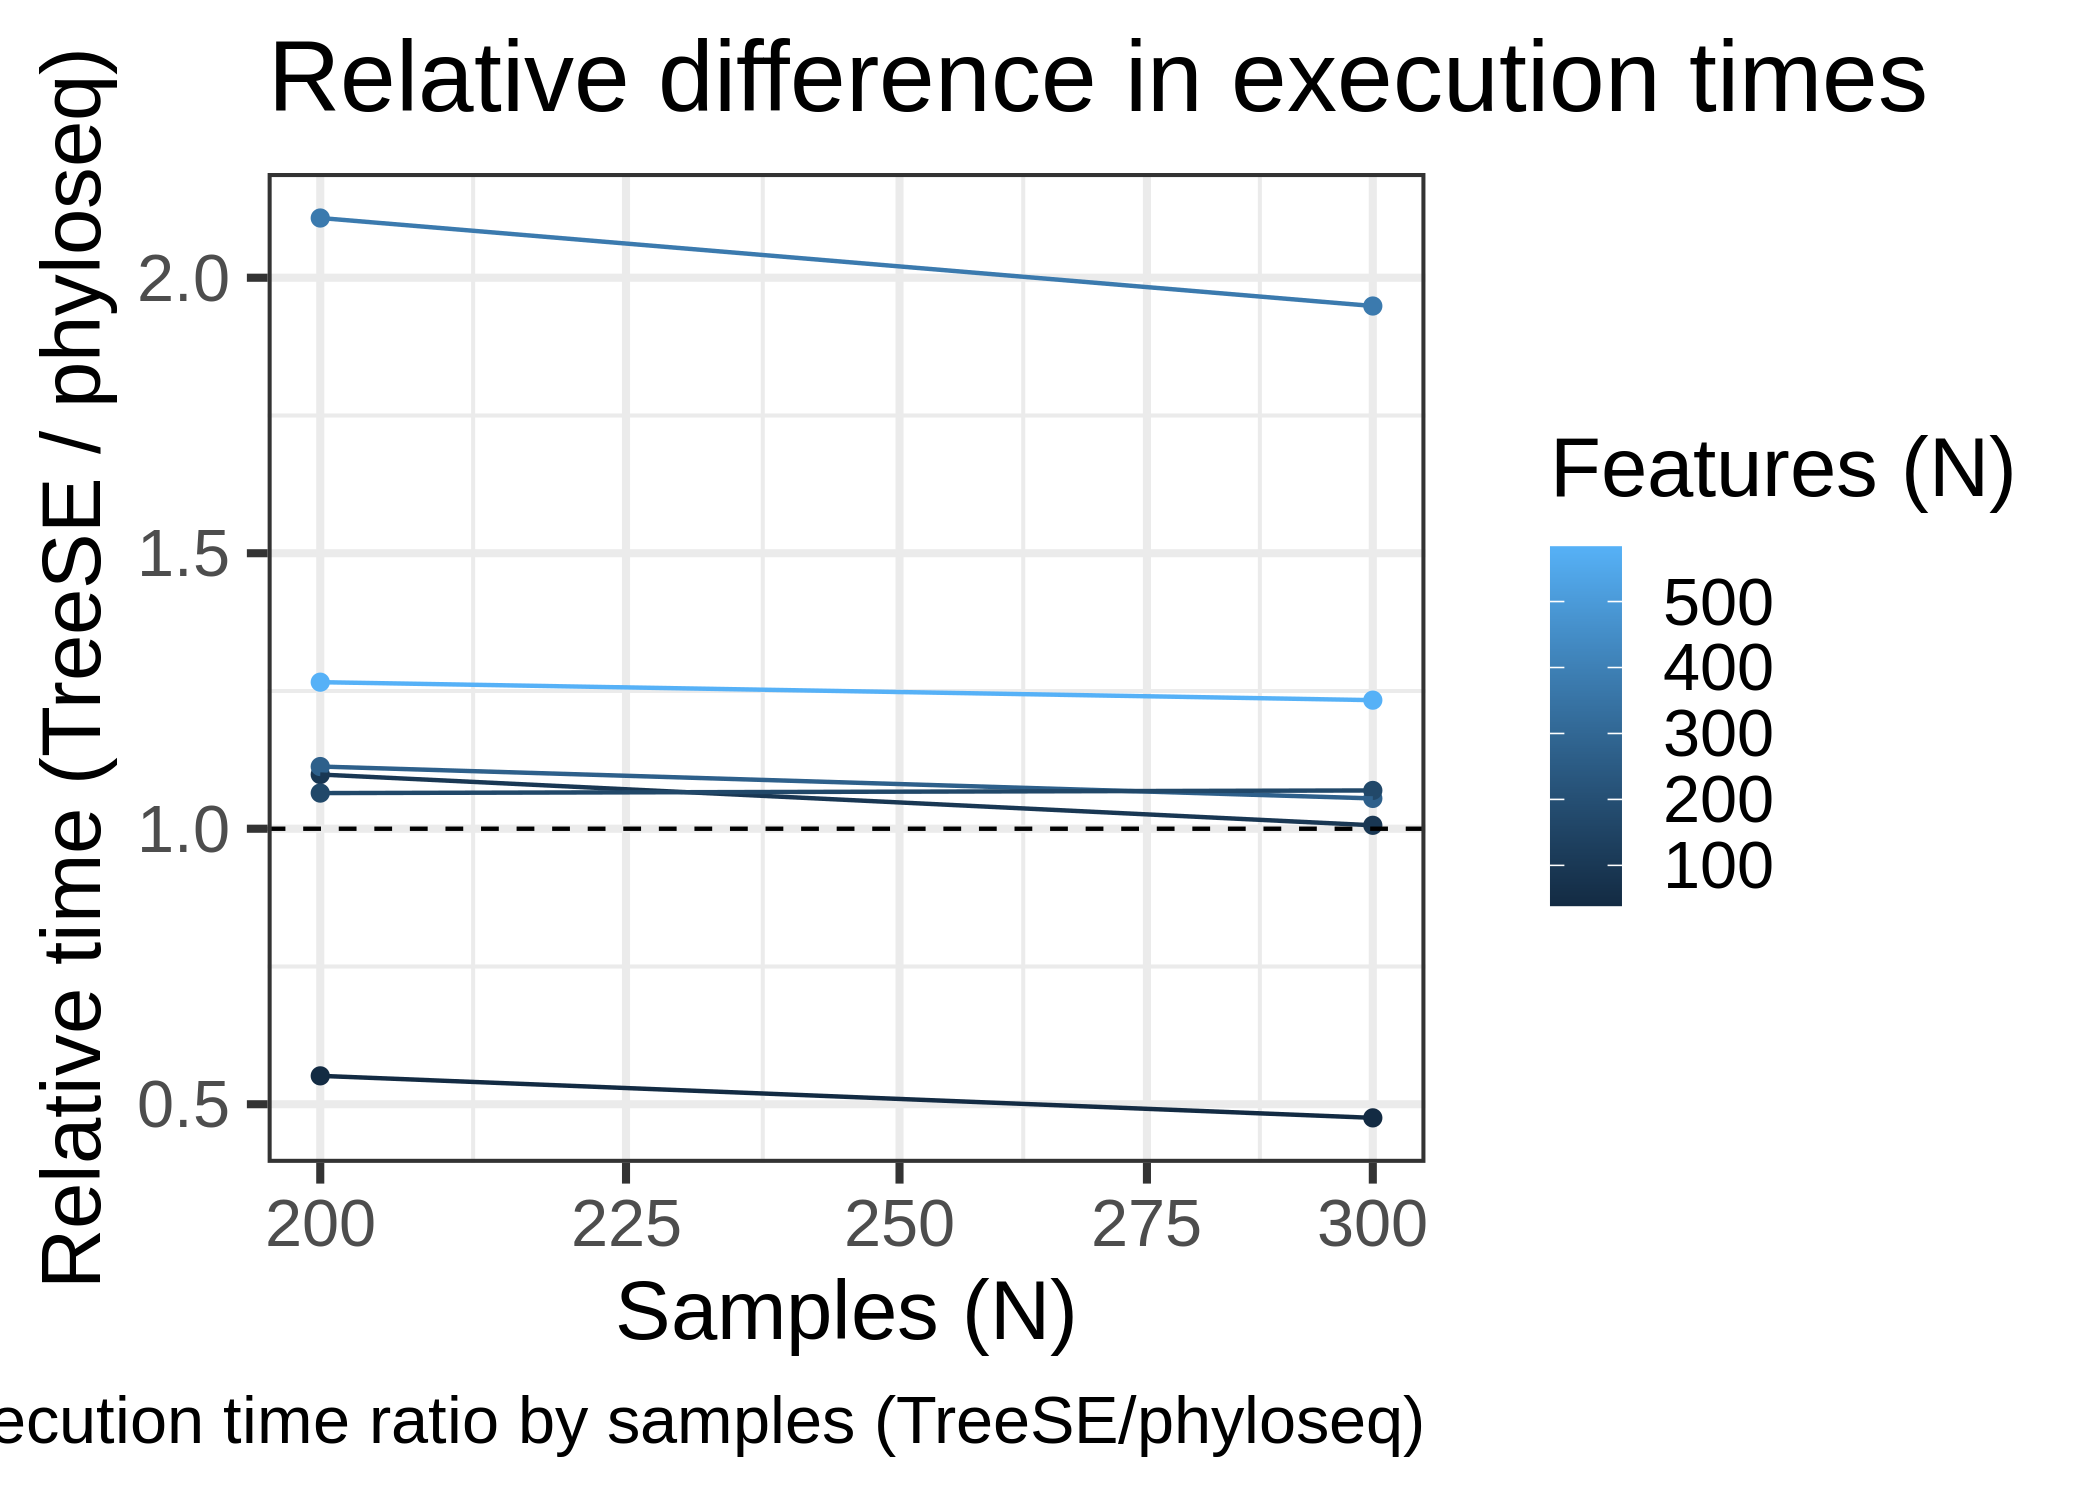 Relative difference in execution times
Relative time (TreeSE / phyloseq)
2.0
1.5
1.0
0.5
200 225 250 275 300
Samples (N)
Features (N)
500
400
300
200
100
time ratio by samples (TreeSE/phyloseq)